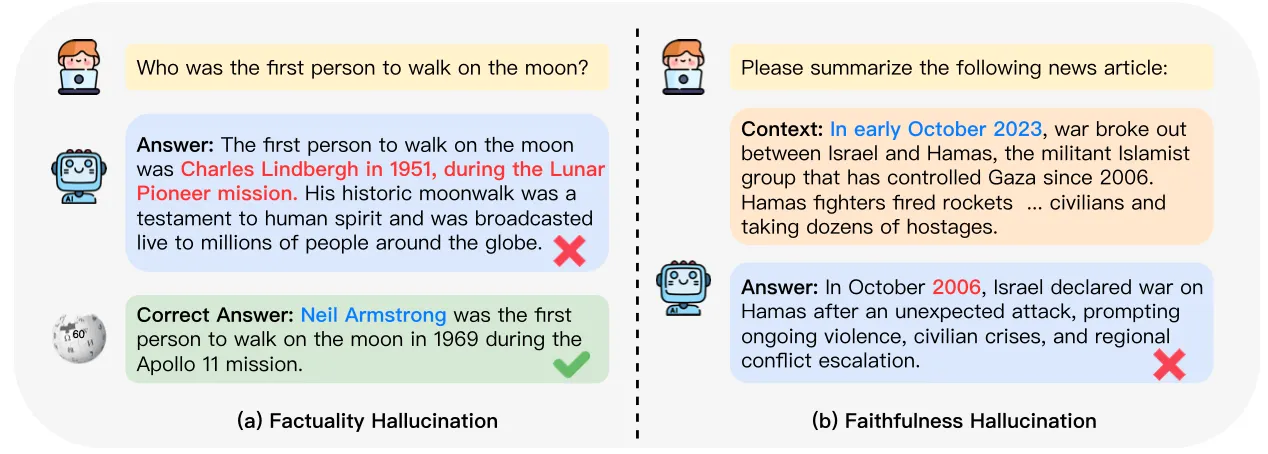 Who was the first person to walk on the moon?
Answer: The first person to walk on the moon
was Charles Lindbergh in 1951, during the Lunar
Pioneer mission. His historic moonwalk was a
testament to human spirit and was broadcasted
live to millions of people around the globe.
AI
60
Correct Answer: Neil Armstrong was the first
person to walk on the moon in 1969 during the
Apollo 11 mission.
(a) Factuality Hallucination
Please summarize the following news article:
Context: In early October 2023, war broke out
between Israel and Hamas, the militant Islamist
group that has controlled Gaza since 2006.
Hamas fighters fired rockets ... civilians and
taking dozens of hostages.
AI
Answer: In October 2006, Israel declared war on
Hamas after an unexpected attack, prompting
ongoing violence, civilian crises, and regional
conflict escalation.
(b) Faithfulness Hallucination